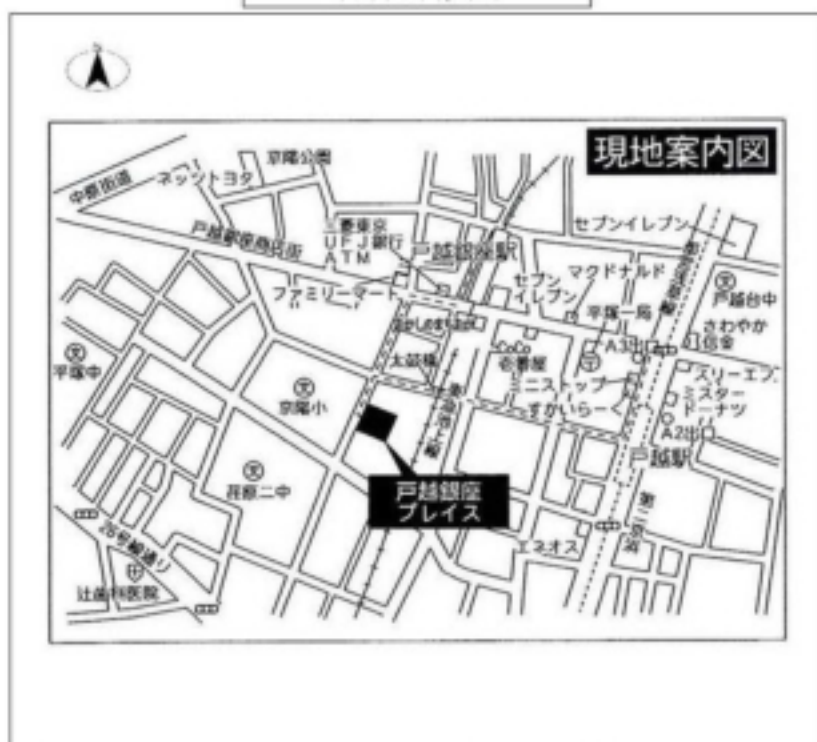 現地案内図
中原街道
ネッツトヨタ
京陽公園
戸越銀座商店街
三菱東京
UFJ銀行
ATM
戸越銀座駅
ファミリーマート
セブン
イレブン
マクドナルド
セブンイレブン
戸越台中
平塚一局
A3出口
さわやか
信金
CoCo
壱番屋
太鼓橋
ミニストップ
すかいらーく
スリーエフ
ミスター
ドーナツ
A2出口
戸越駅
平塚中
京陽小
荏原二中
戸越銀座
プレイス
第二京浜
エネオス
26号線通り
辻歯科医院